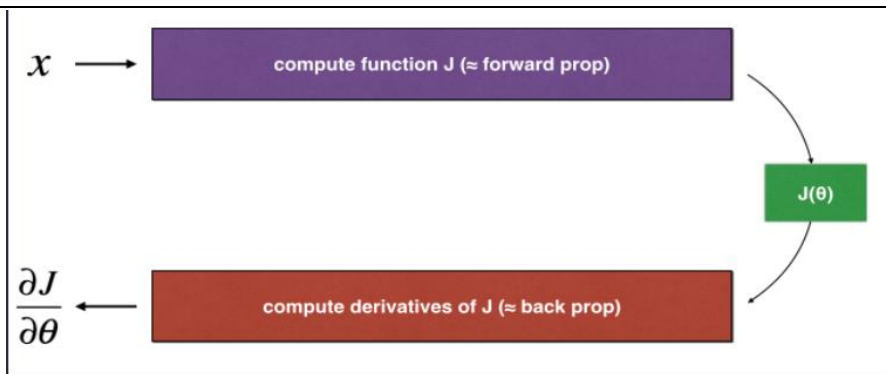 x
compute function J (≈ forward prop)
J(θ)
∂J
∂θ
compute derivatives of J (≈ back prop)